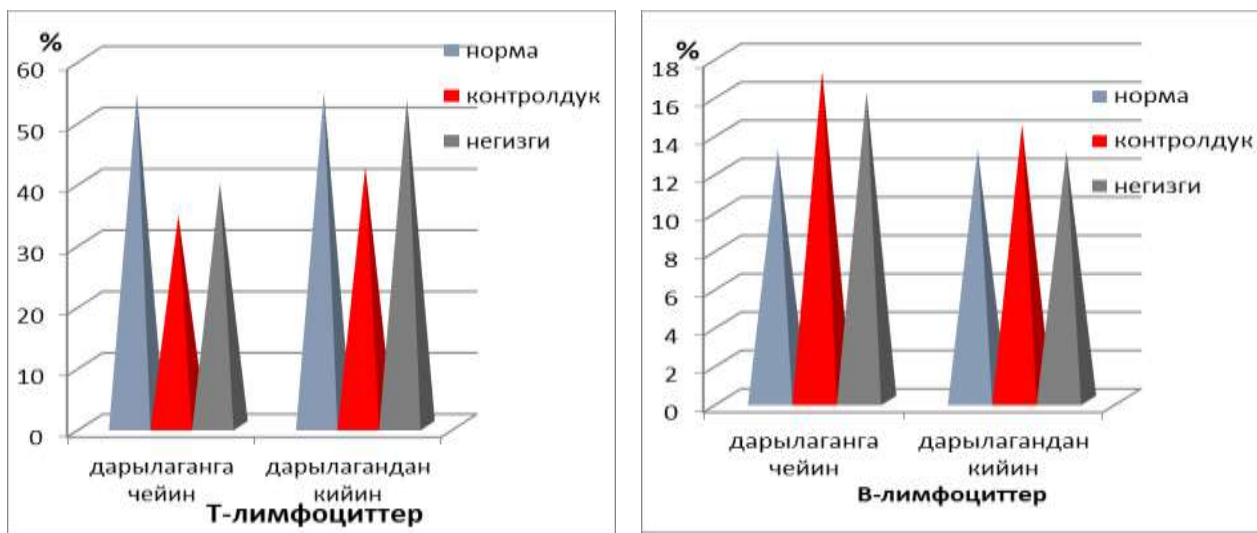 %
60
50
40
30
20
10
0
норма
контролдук
негизги
дарылаганга
чейин
дарылагандан
кийин
Т-лимфоциттер
%
18
16
14
12
10
8
6
4
2
0
норма
контролдук
негизги
дарылаганга
чейин
дарылагандан
кийин
В-лимфоциттер